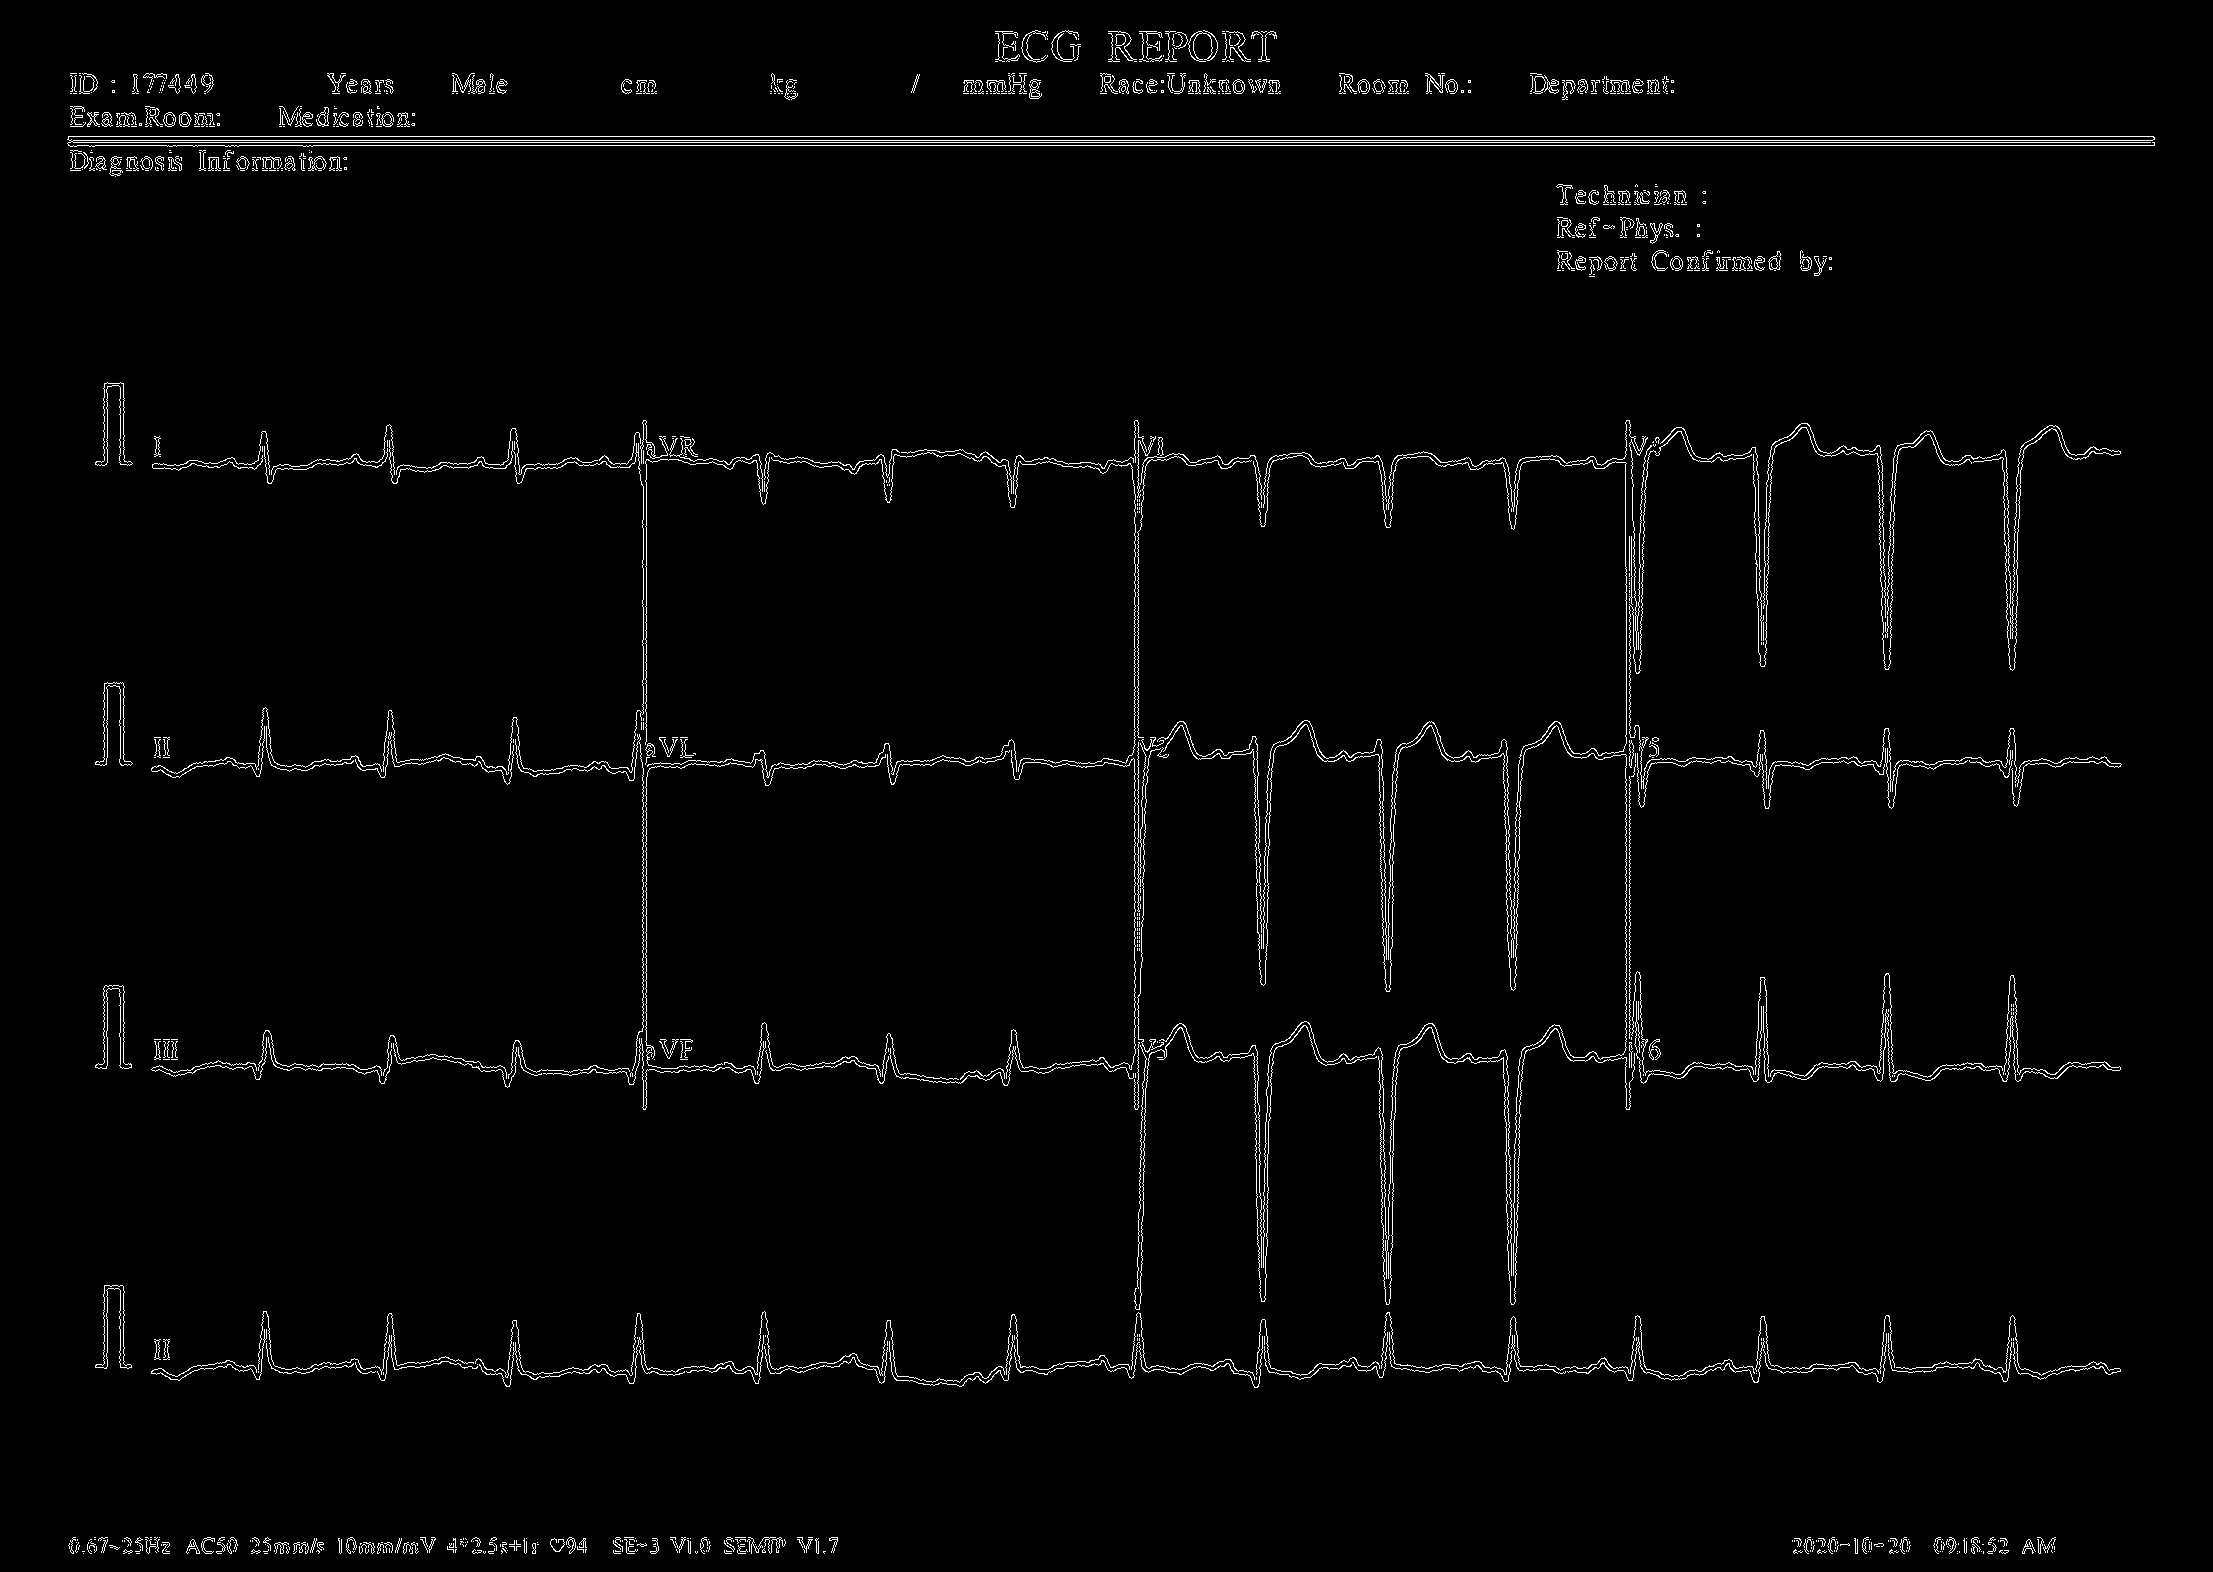 ECG REPORT
ID : 177449 Years Male cm kg / mmHg Race:Unknown Room No.: Department:
Exam.Room: Medication:
Diagnosis Information:
Technician :
Ref-Phys. :
Report Confirmed by:
I aVR V1 V4
II aVL V2 V5
III aVF V3 V6
II
0.67~25Hz AC50 25mm/s 10mm/mV 4*2.5s+1r ♡94 SE-3 V1.0 SEMIP V1.7 2020-10-20 09:18:52 AM